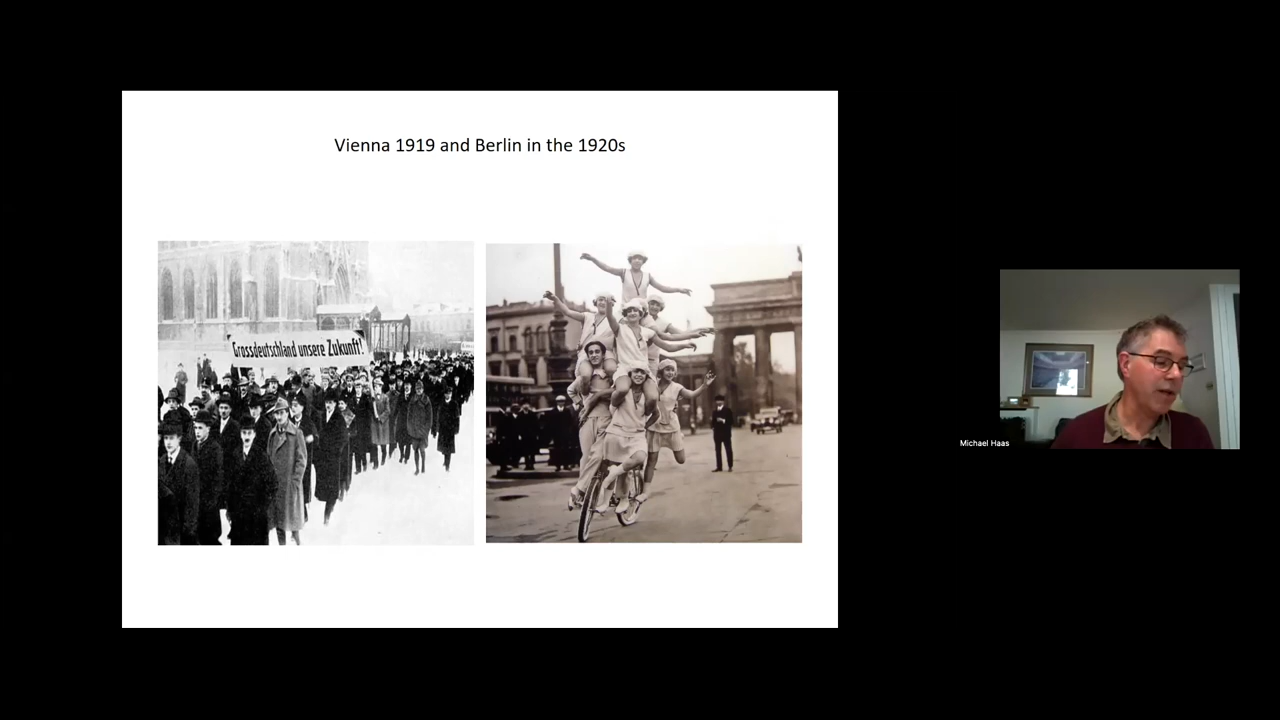 Vienna 1919 and Berlin in the 1920s
Grossdeutschland unsere Zukunft!
Michael Haas